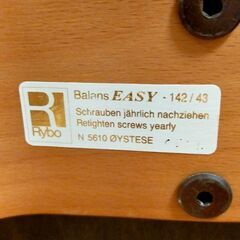 Balans EASY - 142 / 43
Schrauben jährlich nachziehen
Retighten screws yearly
N 5610 ØYSTESE
R
Rybo